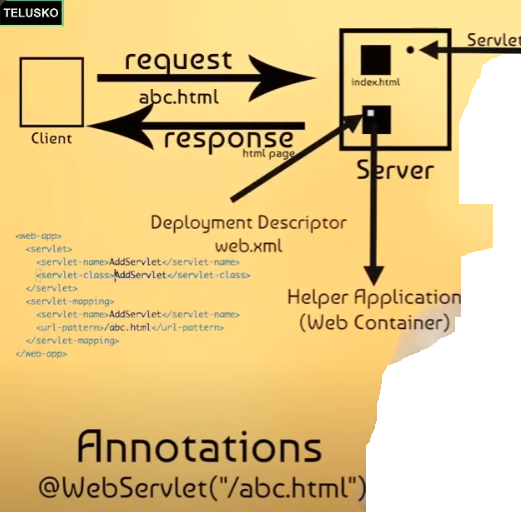 TELUSKO
request
abc.html
response
html page
Client
index.html
Servlet
Server
Deployment Descriptor
web.xml
Helper Application
(Web Container)
<web-app>
<servlet>
<servlet-name>AddServlet</servlet-name>
<servlet-class>AddServlet</servlet-class>
</servlet>
<servlet-mapping>
<servlet-name>AddServlet</servlet-name>
<url-pattern>/abc.html</url-pattern>
</servlet-mapping>
</web-app>
Annotations
@WebServlet("/abc.html")